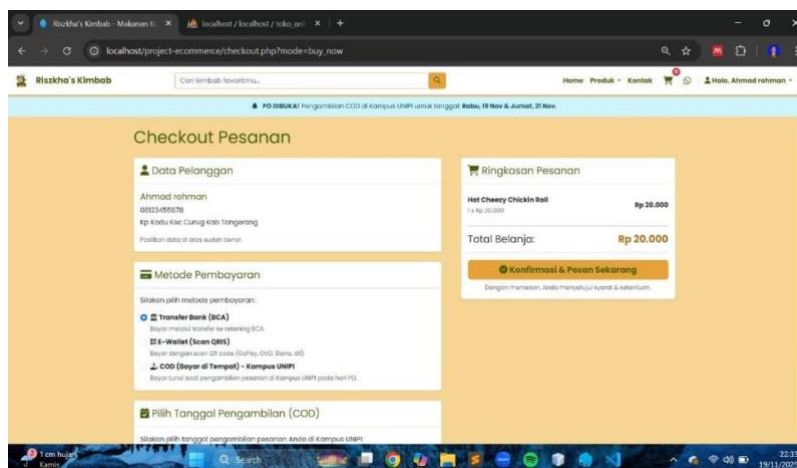 Riszkha's Kimbab - Makanan K
localhost / localhost / toko_onl
localhost/project-ecommerce/checkout.php?mode=buy_now
Riszkha's Kimbab
Cari kimbab favoritmu...
Home Produk Kontak
0
Halo, Ahmad rohman
PO DIBUKA! Pengambilan COD di Kampus UNIPI untuk tanggal: Rabu, 19 Nov & Jumat, 21 Nov.
Checkout Pesanan
Data Pelanggan
Ahmad rohman
08123455678
Kp Kadu Kec Curug Kab Tangerang
Pastikan data di atas sudah benar.
Metode Pembayaran
Silakan pilih metode pembayaran:
Transfer Bank (BCA)
Bayar melalui transfer ke rekening BCA.
E-Wallet (Scan QRIS)
Bayar dengan scan QR code (GoPay, OVO, Dana, dll).
COD (Bayar di Tempat) - Kampus UNIPI
Bayar tunai saat pengambilan pesanan di Kampus UNIPI pada hari PO.
Pilih Tanggal Pengambilan (COD)
Silakan pilih tanggal pengambilan pesanan Anda di Kampus UNIPI
Ringkasan Pesanan
Hot Cheezy Chickin Roll
Rp 20.000
1 x Rp 20.000
Total Belanja:
Rp 20.000
Konfirmasi & Pesan Sekarang
Dengan memesan, Anda menyetujui syarat & ketentuan.
1 cm hujan
Kamis
Search
22:33
19/11/2025